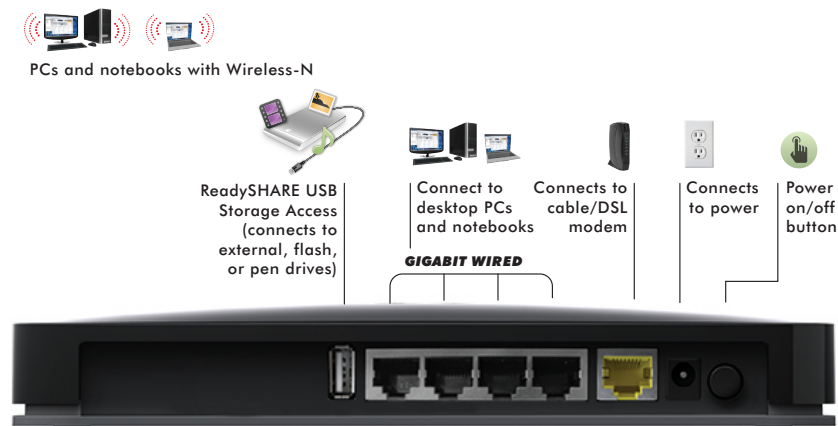 PCs and notebooks with Wireless-N
ReadySHARE USB
Storage Access
(connects to
external, flash,
or pen drives)
Connect to
desktop PCs
and notebooks
GIGABIT WIRED
Connects to
cable/DSL
modem
Connects
to power
Power
on/off
button